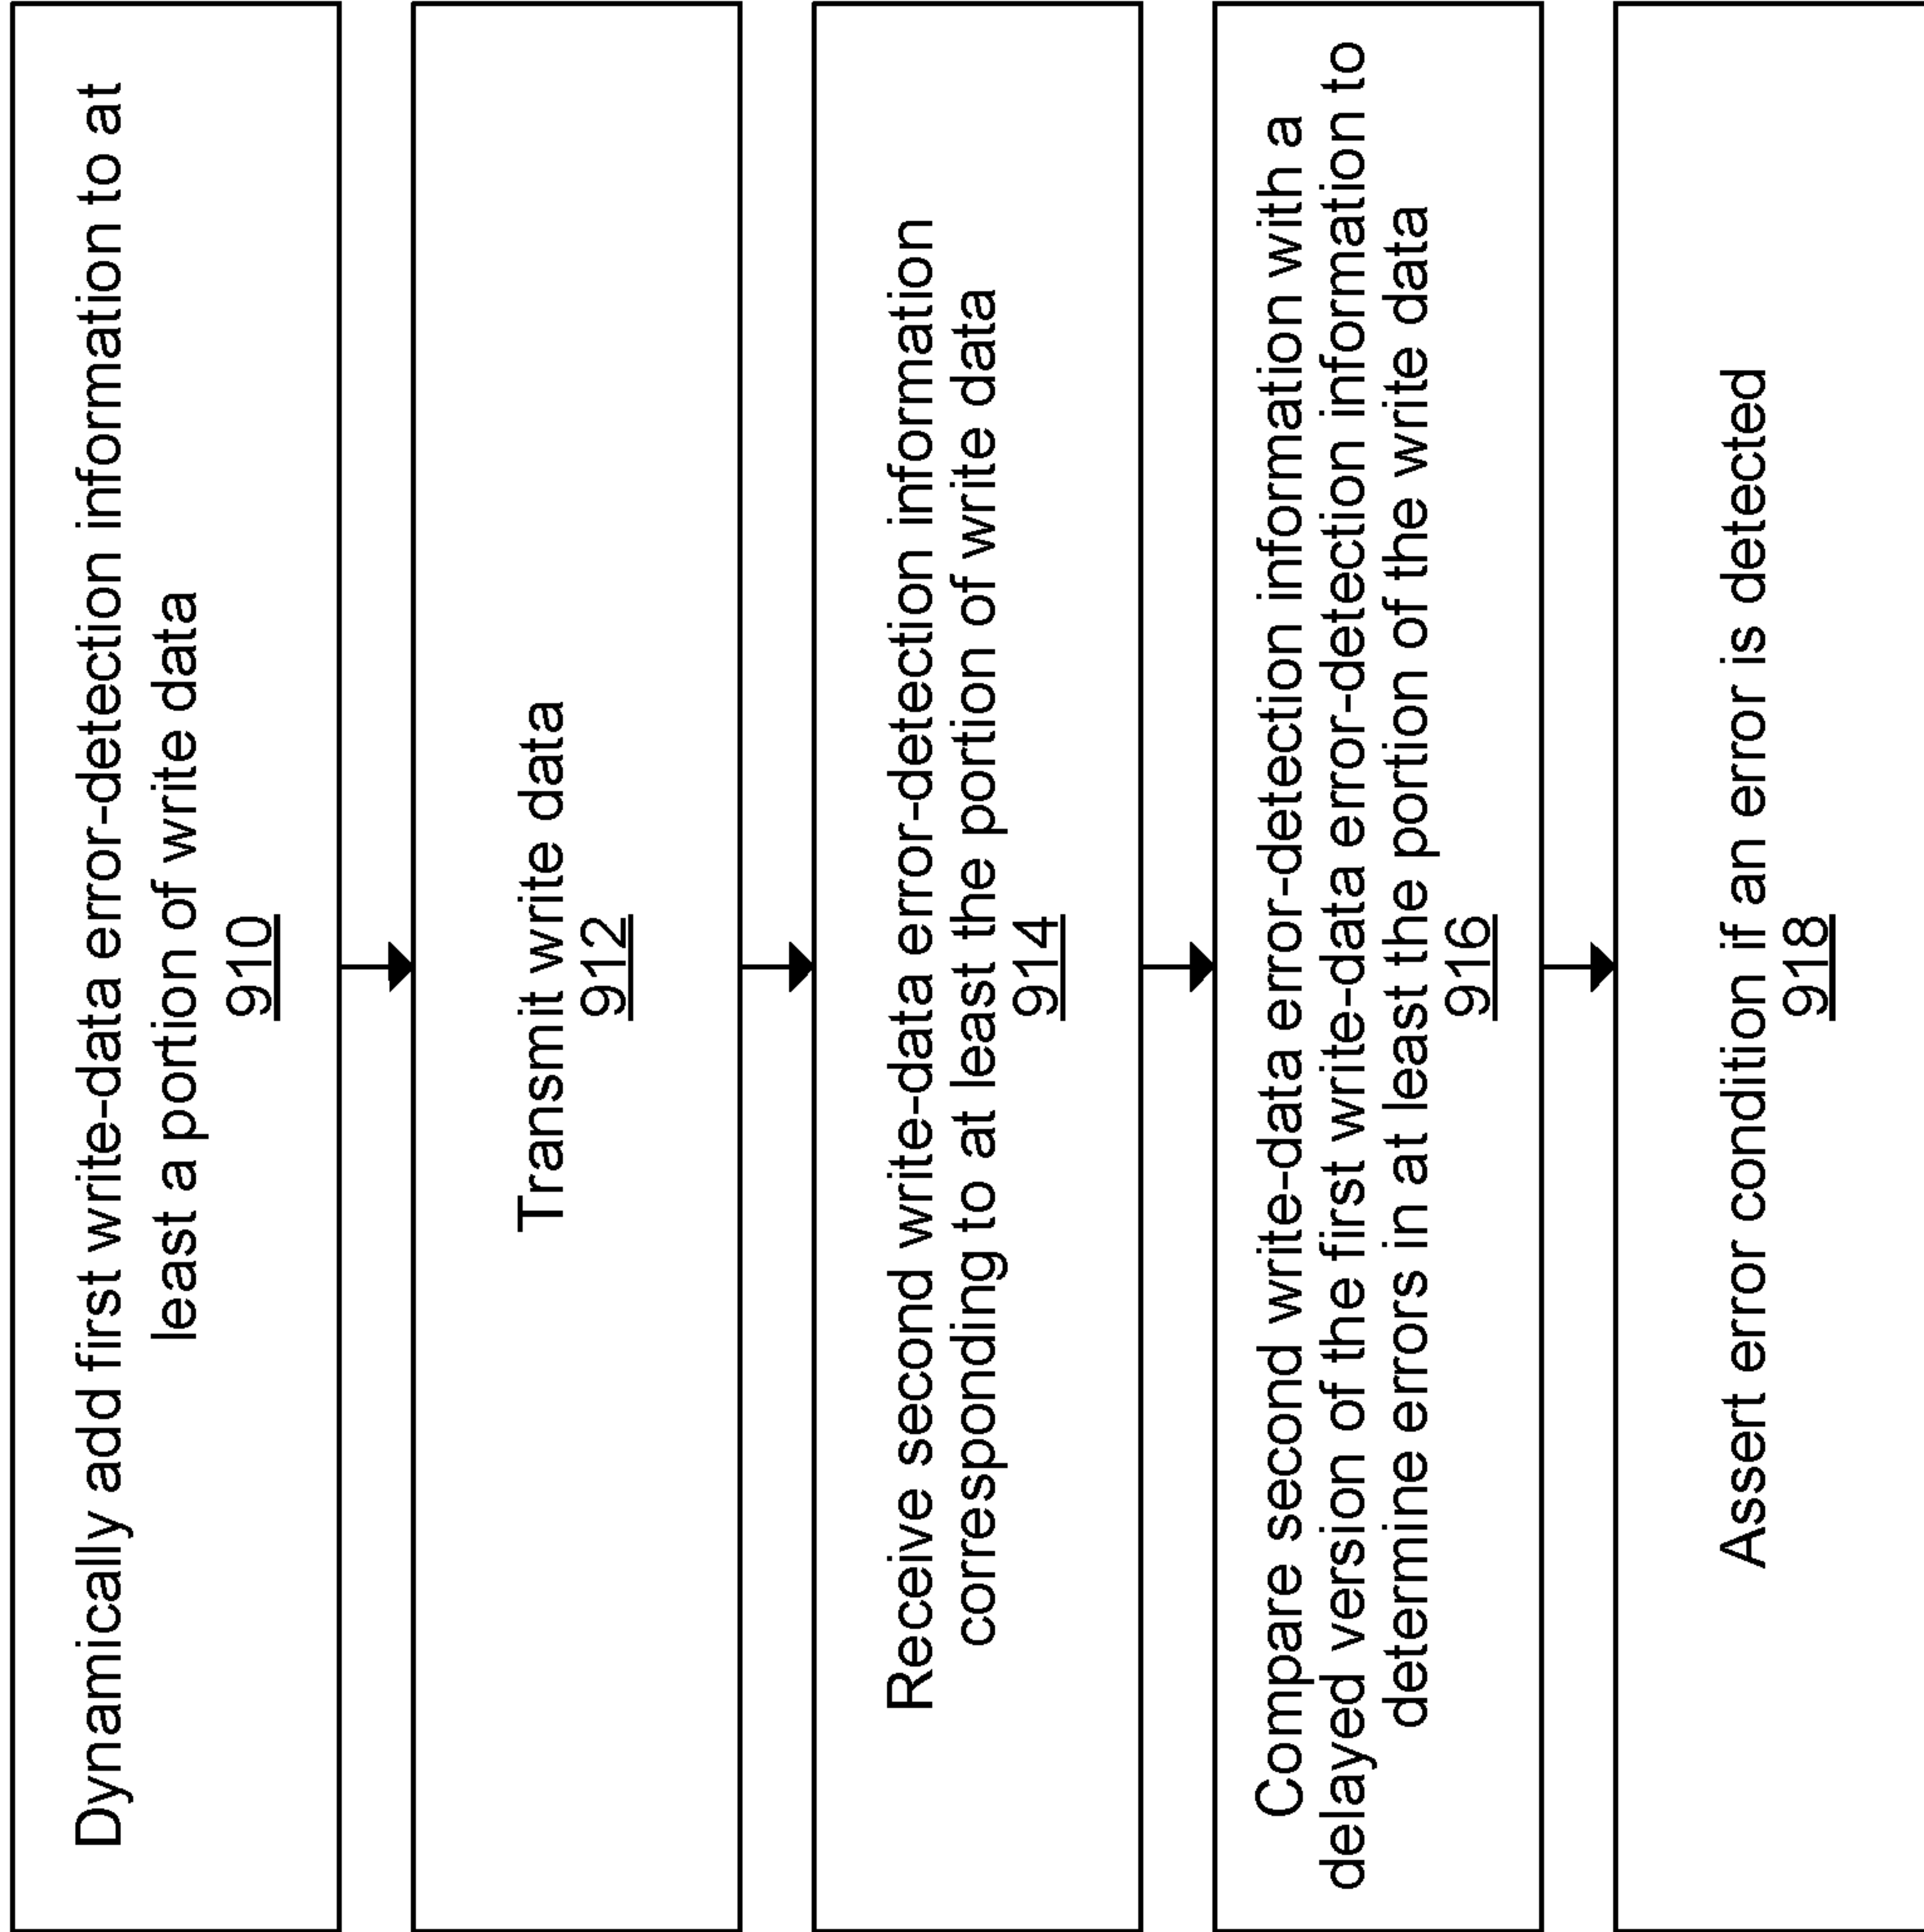 Dynamically add first write-data error-detection information to at
least a portion of write data
910
Transmit write data
912
Receive second write-data error-detection information
corresponding to at least the portion of write data
914
Compare second write-data error-detection information with a
delayed version of the first write-data error-detection information to
determine errors in at least the portion of the write data
916
Assert error condition if an error is detected
918